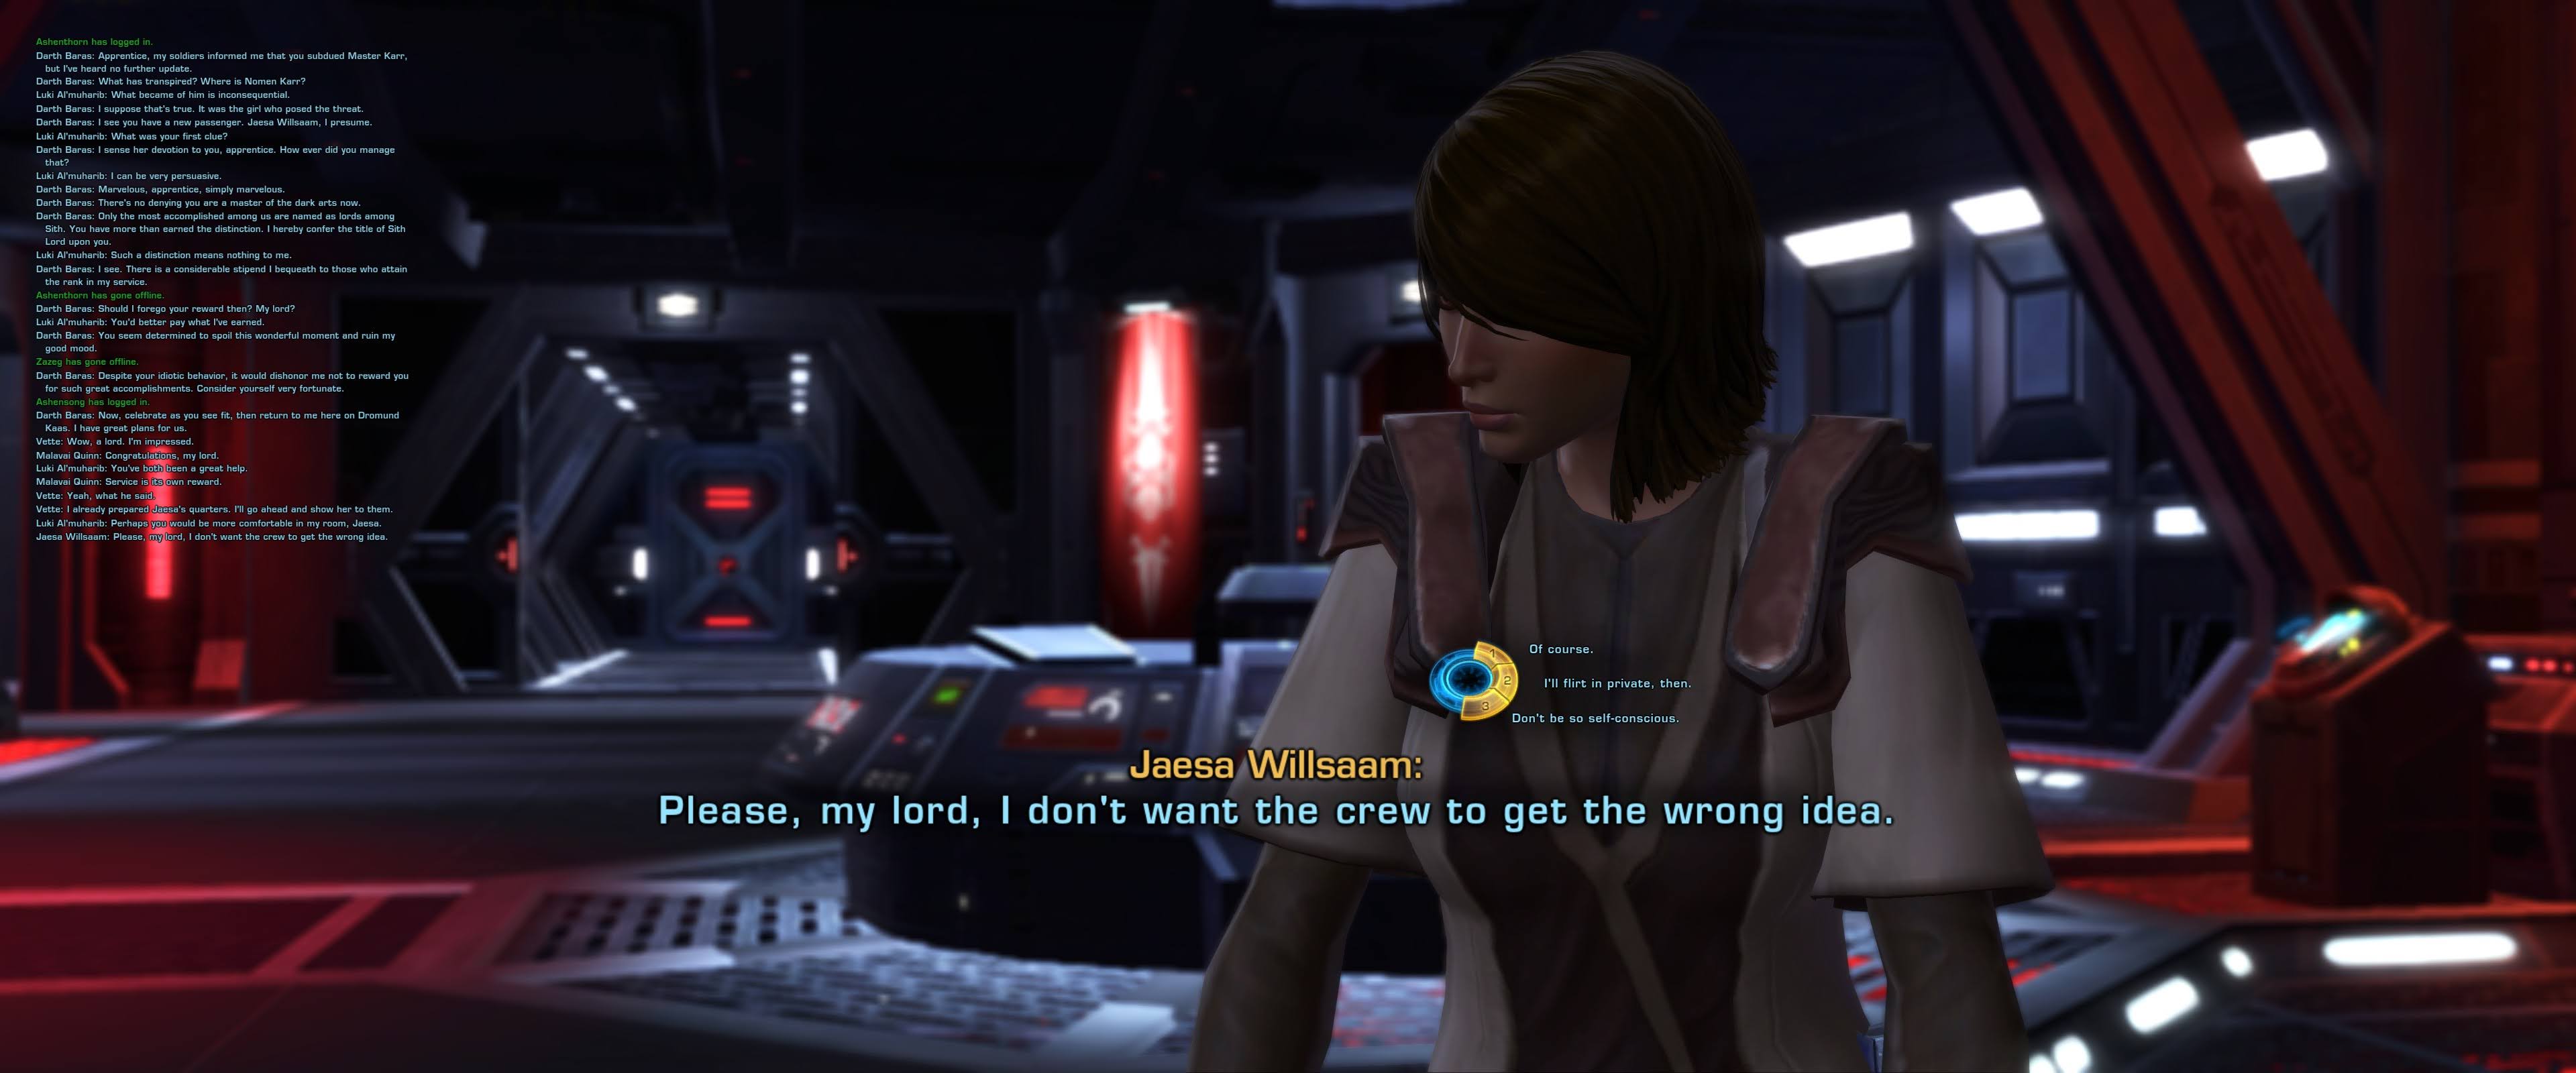 Ashenthorn has logged in.
Darth Baras: Apprentice, my soldiers informed me that you subdued Master Karr,
but I've heard no further update.
Darth Baras: What has transpired? Where is Nomen Karr?
Luki Al'muharib: What became of him is inconsequential.
Darth Baras: I suppose that's true. It was the girl who posed the threat.
Darth Baras: I see you have a new passenger. Jaesa Willsaam, I presume.
Luki Al'muharib: What was your first clue?
Darth Baras: I sense her devotion to you, apprentice. How ever did you manage
that?
Luki Al'muharib: I can be very persuasive.
Darth Baras: Marvelous, apprentice, simply marvelous.
Darth Baras: There's no denying you are a master of the dark arts now.
Darth Baras: Only the most accomplished among us are named as lords among
Sith. You have more than earned the distinction. I hereby confer the title of Sith
Lord upon you.
Luki Al'muharib: Such a distinction means nothing to me.
Darth Baras: I see. There is a considerable stipend I bequeath to those who attain
the rank in my service.
Ashenthorn has gone offline.
Darth Baras: Should I forego your reward then? My lord?
Luki Al'muharib: You'd better pay what I've earned.
Darth Baras: You seem determined to spoil this wonderful moment and ruin my
good mood.
Zazeg has gone offline.
Darth Baras: Despite your idiotic behavior, it would dishonor me not to reward you
for such great accomplishments. Consider yourself very fortunate.
Ashensong has logged in.
Darth Baras: Now, celebrate as you see fit, then return to me here on Dromund
Kaas. I have great plans for us.
Vette: Wow, a lord. I'm impressed.
Malavai Quinn: Congratulations, my lord.
Luki Al'muharib: You've both been a great help.
Malavai Quinn: Service is its own reward.
Vette: Yeah, what he said.
Vette: I already prepared Jaesa's quarters. I'll go ahead and show her to them.
Luki Al'muharib: Perhaps you would be more comfortable in my room, Jaesa.
Jaesa Willsaam: Please, my lord, I don't want the crew to get the wrong idea.
1 Of course.
2 I'll flirt in private, then.
3 Don't be so self-conscious.
Jaesa Willsaam:
Please, my lord, I don't want the crew to get the wrong idea.